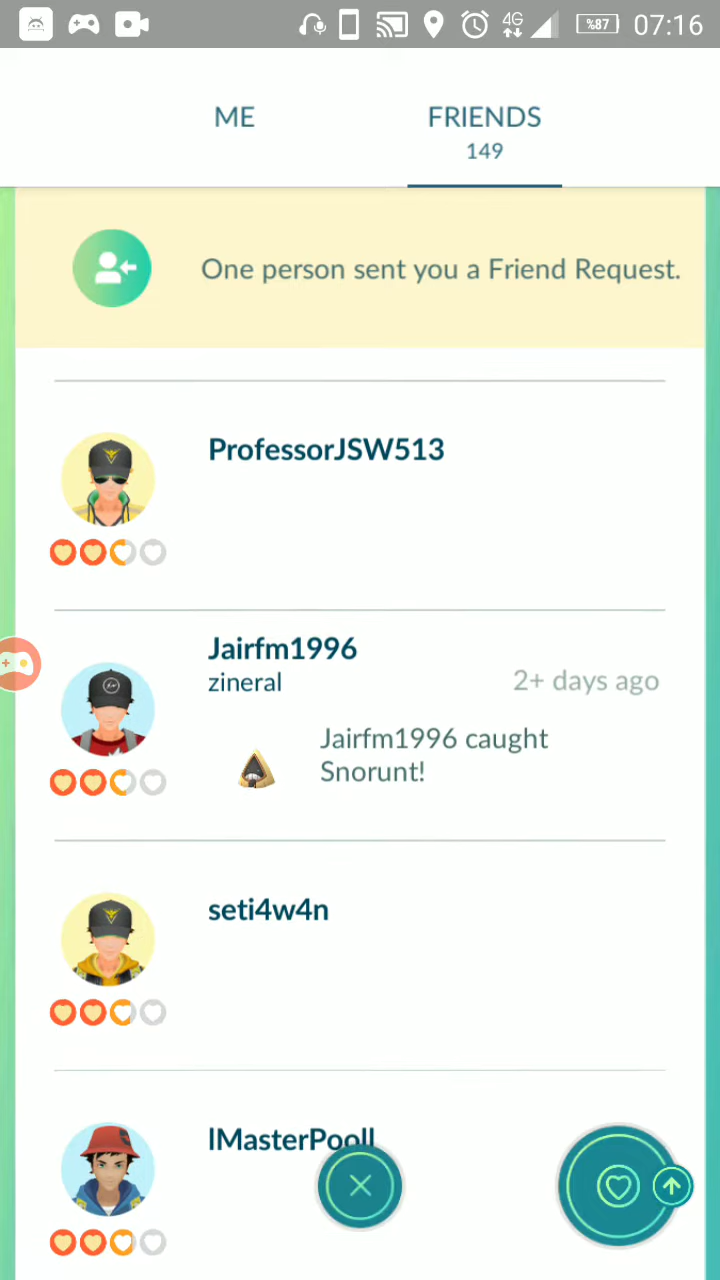 4G
%87
07:16
ME
FRIENDS
149
One person sent you a Friend Request.
ProfessorJSW513
Jairfm1996
zineral
2+ days ago
Jairfm1996 caught
Snorunt!
seti4w4n
lMasterPooll